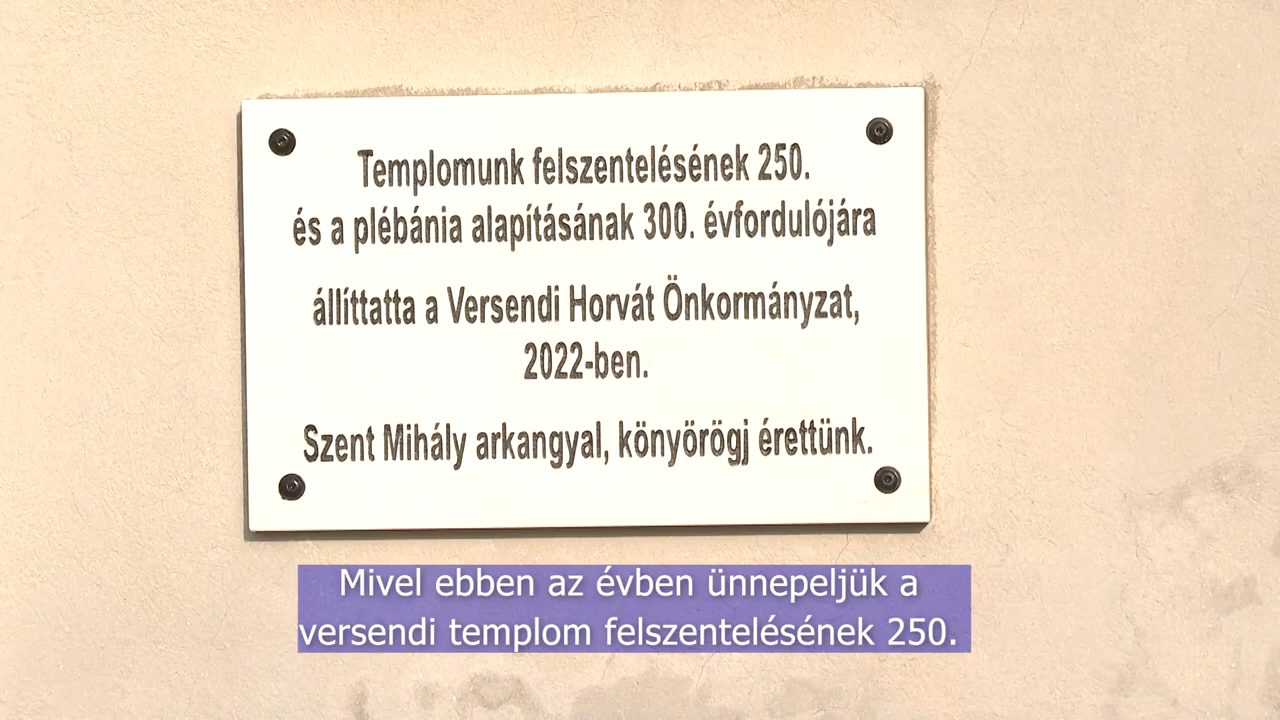 Templomunk felszentelésének 250.
és a plébánia alapításának 300. évfordulójára
állíttatta a Versendi Horvát Önkormányzat,
2022-ben.
Szent Mihály arkangyal, könyörögj érettünk.
Mivel ebben az évben ünnepeljük a
versendi templom felszentelésének 250.